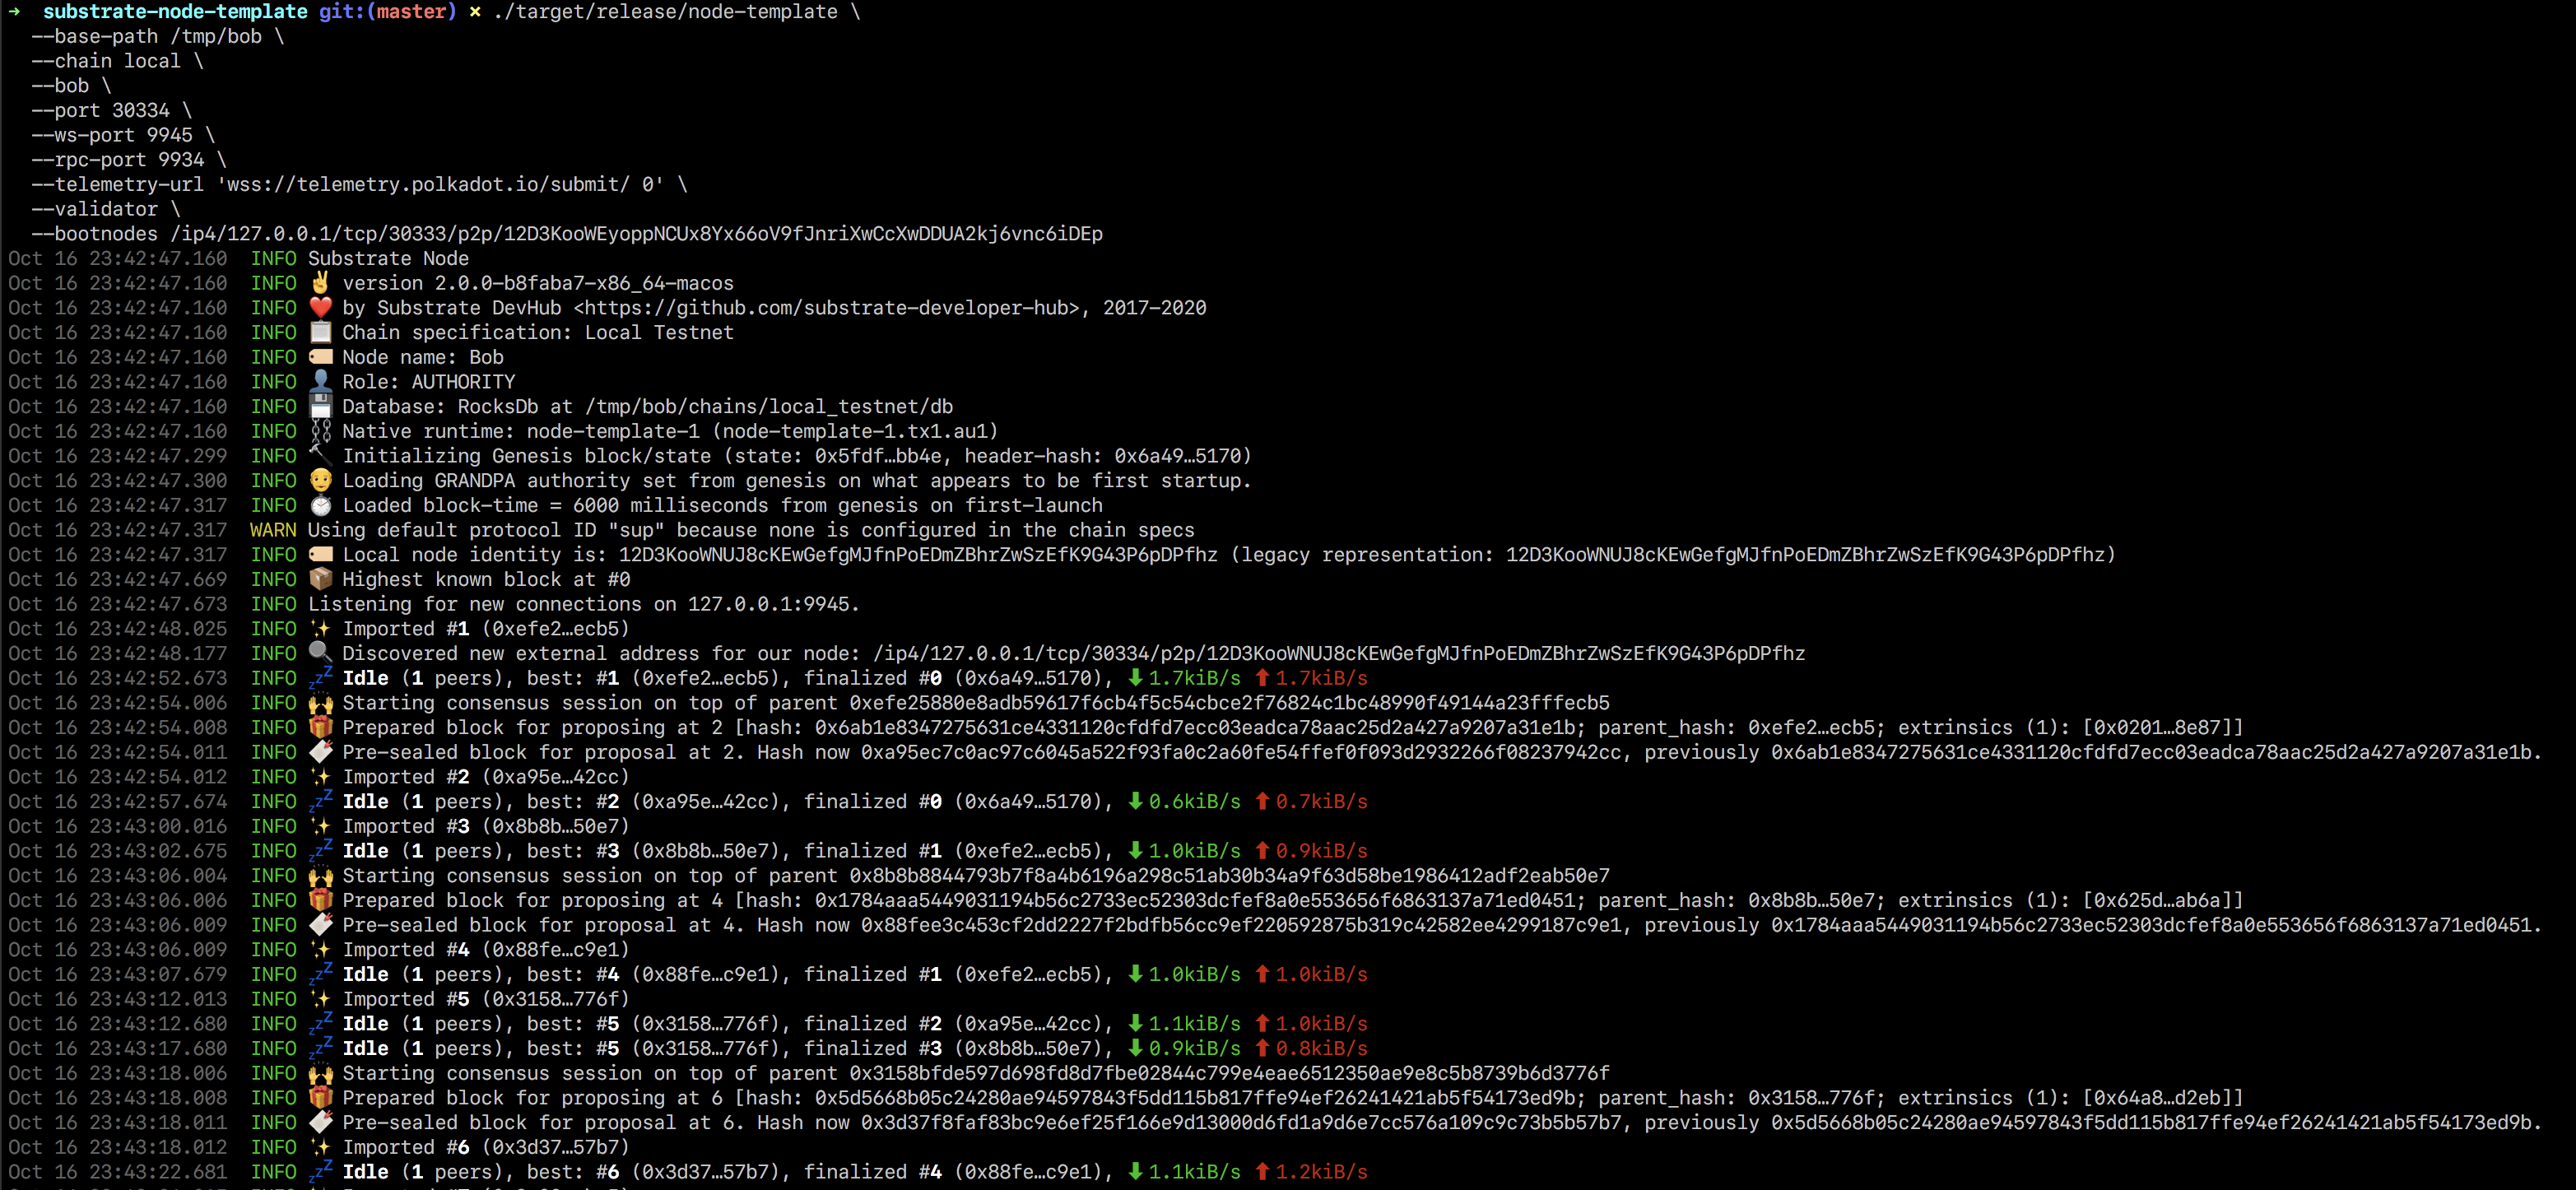 → substrate-node-template git:(master) × ./target/release/node-template \
--base-path /tmp/bob \
--chain local \
--bob \
--port 30334 \
--ws-port 9945 \
--rpc-port 9934 \
--telemetry-url 'wss://telemetry.polkadot.io/submit/ 0' \
--validator \
--bootnodes /ip4/127.0.0.1/tcp/30333/p2p/12D3KooWEyoppNCUx8Yx66oV9fJnriXwCcXwDDUA2kj6vnc6iDEp
Oct 16 23:42:47.160 INFO Substrate Node
Oct 16 23:42:47.160 INFO ✌️ version 2.0.0-b8faba7-x86_64-macos
Oct 16 23:42:47.160 INFO ❤️ by Substrate DevHub <https://github.com/substrate-developer-hub>, 2017-2020
Oct 16 23:42:47.160 INFO 📋 Chain specification: Local Testnet
Oct 16 23:42:47.160 INFO 🏷 Node name: Bob
Oct 16 23:42:47.160 INFO 👤 Role: AUTHORITY
Oct 16 23:42:47.160 INFO 💾 Database: RocksDb at /tmp/bob/chains/local_testnet/db
Oct 16 23:42:47.160 INFO ⛓ Native runtime: node-template-1 (node-template-1.tx1.au1)
Oct 16 23:42:47.299 INFO 🔨 Initializing Genesis block/state (state: 0x5fdf…bb4e, header-hash: 0x6a49…5170)
Oct 16 23:42:47.300 INFO 👴 Loading GRANDPA authority set from genesis on what appears to be first startup.
Oct 16 23:42:47.317 INFO ⏱ Loaded block-time = 6000 milliseconds from genesis on first-launch
Oct 16 23:42:47.317 WARN Using default protocol ID "sup" because none is configured in the chain specs
Oct 16 23:42:47.317 INFO 🏷 Local node identity is: 12D3KooWNUJ8cKEwGefgMJfnPoEDmZBhrZwSzEfK9G43P6pDPfhz (legacy representation: 12D3KooWNUJ8cKEwGefgMJfnPoEDmZBhrZwSzEfK9G43P6pDPfhz)
Oct 16 23:42:47.669 INFO 📦 Highest known block at #0
Oct 16 23:42:47.673 INFO Listening for new connections on 127.0.0.1:9945.
Oct 16 23:42:48.025 INFO ✨ Imported #1 (0xefe2…ecb5)
Oct 16 23:42:48.177 INFO 🔍 Discovered new external address for our node: /ip4/127.0.0.1/tcp/30334/p2p/12D3KooWNUJ8cKEwGefgMJfnPoEDmZBhrZwSzEfK9G43P6pDPfhz
Oct 16 23:42:52.673 INFO 💤 Idle (1 peers), best: #1 (0xefe2…ecb5), finalized #0 (0x6a49…5170), ⬇ 1.7kiB/s ⬆ 1.7kiB/s
Oct 16 23:42:54.006 INFO 🙌 Starting consensus session on top of parent 0xefe25880e8adb59617f6cb4f5c54cbce2f76824c1bc48990f49144a23fffecb5
Oct 16 23:42:54.008 INFO 🎁 Prepared block for proposing at 2 [hash: 0x6ab1e8347275631ce4331120cfdfd7ecc03eadca78aac25d2a427a9207a31e1b; parent_hash: 0xefe2…ecb5; extrinsics (1): [0x0201…8e87]]
Oct 16 23:42:54.011 INFO 🔖 Pre-sealed block for proposal at 2. Hash now 0xa95ec7c0ac97c6045a522f93fa0c2a60fe54ffef0f093d2932266f08237942cc, previously 0x6ab1e8347275631ce4331120cfdfd7ecc03eadca78aac25d2a427a9207a31e1b.
Oct 16 23:42:54.012 INFO ✨ Imported #2 (0xa95e…42cc)
Oct 16 23:42:57.674 INFO 💤 Idle (1 peers), best: #2 (0xa95e…42cc), finalized #0 (0x6a49…5170), ⬇ 0.6kiB/s ⬆ 0.7kiB/s
Oct 16 23:43:00.016 INFO ✨ Imported #3 (0x8b8b…50e7)
Oct 16 23:43:02.675 INFO 💤 Idle (1 peers), best: #3 (0x8b8b…50e7), finalized #1 (0xefe2…ecb5), ⬇ 1.0kiB/s ⬆ 0.9kiB/s
Oct 16 23:43:06.004 INFO 🙌 Starting consensus session on top of parent 0x8b8b8844793b7f8a4b6196a298c51ab30b34a9f63d58be1986412adf2eab50e7
Oct 16 23:43:06.006 INFO 🎁 Prepared block for proposing at 4 [hash: 0x1784aaa5449031194b56c2733ec52303dcfef8a0e553656f6863137a71ed0451; parent_hash: 0x8b8b…50e7; extrinsics (1): [0x625d…ab6a]]
Oct 16 23:43:06.009 INFO 🔖 Pre-sealed block for proposal at 4. Hash now 0x88fee3c453cf2dd2227f2bdfb56cc9ef220592875b319c42582ee4299187c9e1, previously 0x1784aaa5449031194b56c2733ec52303dcfef8a0e553656f6863137a71ed0451.
Oct 16 23:43:06.009 INFO ✨ Imported #4 (0x88fe…c9e1)
Oct 16 23:43:07.679 INFO 💤 Idle (1 peers), best: #4 (0x88fe…c9e1), finalized #1 (0xefe2…ecb5), ⬇ 1.0kiB/s ⬆ 1.0kiB/s
Oct 16 23:43:12.013 INFO ✨ Imported #5 (0x3158…776f)
Oct 16 23:43:12.680 INFO 💤 Idle (1 peers), best: #5 (0x3158…776f), finalized #2 (0xa95e…42cc), ⬇ 1.1kiB/s ⬆ 1.0kiB/s
Oct 16 23:43:17.680 INFO 💤 Idle (1 peers), best: #5 (0x3158…776f), finalized #3 (0x8b8b…50e7), ⬇ 0.9kiB/s ⬆ 0.8kiB/s
Oct 16 23:43:18.006 INFO 🙌 Starting consensus session on top of parent 0x3158bfde597d698fd8d7fbe02844c799e4eae6512350ae9e8c5b8739b6d3776f
Oct 16 23:43:18.008 INFO 🎁 Prepared block for proposing at 6 [hash: 0x5d5668b05c24280ae94597843f5dd115b817ffe94ef26241421ab5f54173ed9b; parent_hash: 0x3158…776f; extrinsics (1): [0x64a8…d2eb]]
Oct 16 23:43:18.011 INFO 🔖 Pre-sealed block for proposal at 6. Hash now 0x3d37f8faf83bc9e6ef25f166e9d13000d6fd1a9d6e7cc576a109c9c73b5b57b7, previously 0x5d5668b05c24280ae94597843f5dd115b817ffe94ef26241421ab5f54173ed9b.
Oct 16 23:43:18.012 INFO ✨ Imported #6 (0x3d37…57b7)
Oct 16 23:43:22.681 INFO 💤 Idle (1 peers), best: #6 (0x3d37…57b7), finalized #4 (0x88fe…c9e1), ⬇ 1.1kiB/s ⬆ 1.2kiB/s